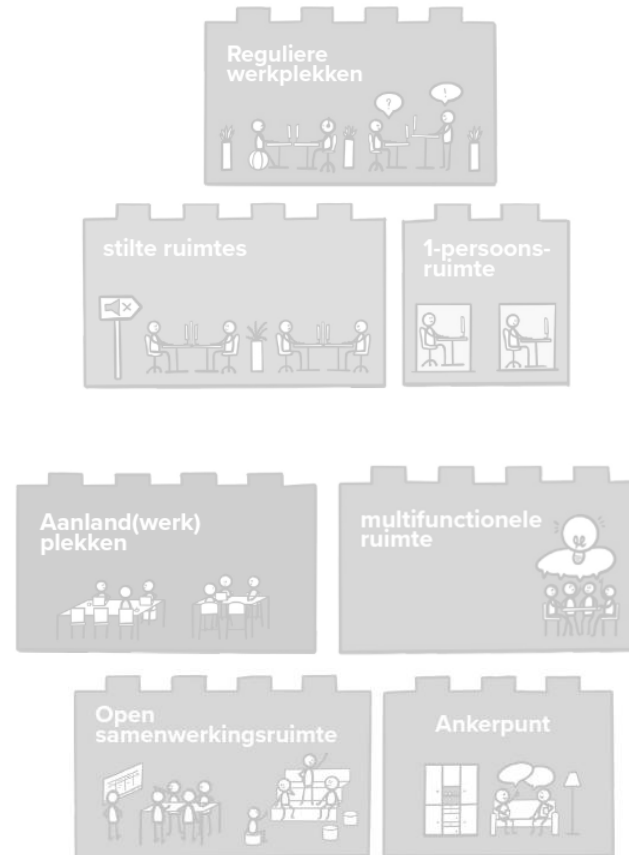 Reguliere
werkplekken
?
!
stilte ruimtes
1-persoons-
ruimte
Aanland(werk)
plekken
multifunctionele
ruimte
Open
samenwerkingsruimte
Ankerpunt